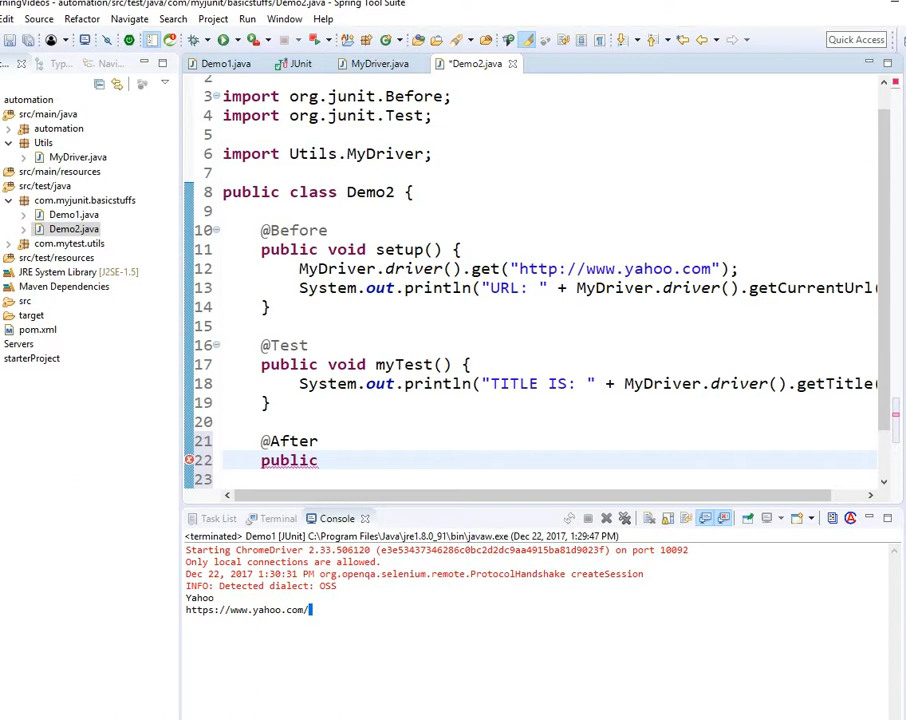 rningVideos - automation/src/test/java/com/myjunit/basicstuffs/Demo2.java - Spring Tool Suite
Edit Source Refactor Navigate Search Project Run Window Help
Quick Access
Typ... Navi...
Demo1.java JUnit MyDriver.java *Demo2.java
automation
src/main/java
automation
Utils
MyDriver.java
src/main/resources
src/test/java
com.myjunit.basicstuffs
Demo1.java
Demo2.java
com.mytest.utils
src/test/resources
JRE System Library [J2SE-1.5]
Maven Dependencies
src
target
pom.xml
Servers
starterProject
2
3 import org.junit.Before;
4 import org.junit.Test;
5
6 import Utils.MyDriver;
7
8 public class Demo2 {
9
10 @Before
11 public void setup() {
12 MyDriver.driver().get("http://www.yahoo.com");
13 System.out.println("URL: " + MyDriver.driver().getCurrentUrl
14 }
15
16 @Test
17 public void myTest() {
18 System.out.println("TITLE IS: " + MyDriver.driver().getTitle(
19 }
20
21 @After
22 public
23
Task List Terminal Console
<terminated> Demo1 [JUnit] C:\Program Files\Java\jre1.8.0_91\bin\javaw.exe (Dec 22, 2017 1:29:47 PM)
Starting ChromeDriver 2.33.506120 (e3e53437346286c0bc2d2dc9aa4915ba81d9023f) on port 10092
Only local connections are allowed.
Dec 22, 2017 1:30:31 PM org.openqa.selenium.remote.ProtocolHandshake createSession
INFO: Detected dialect: OSS
Yahoo
https://www.yahoo.com/